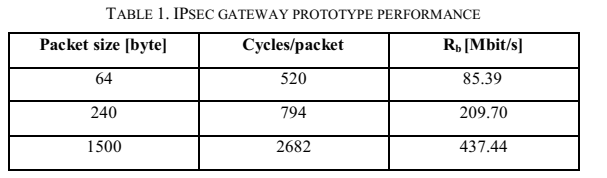 TABLE 1. IPSEC GATEWAY PROTOTYPE PERFORMANCE
Packet size [byte] Cycles/packet Rb [Mbit/s]
64 520 85.39
240 794 209.70
1500 2682 437.44